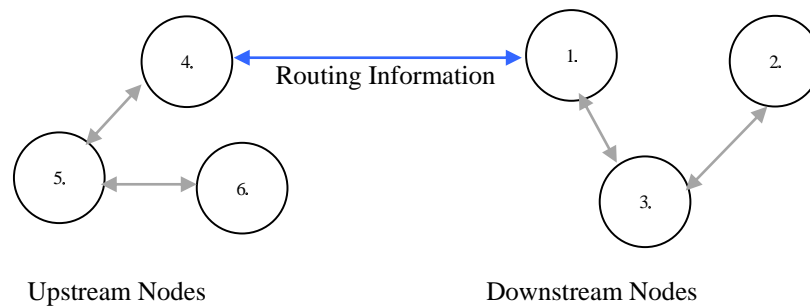 4.
1.
2.
Routing Information
5.
6.
3.
Upstream Nodes
Downstream Nodes